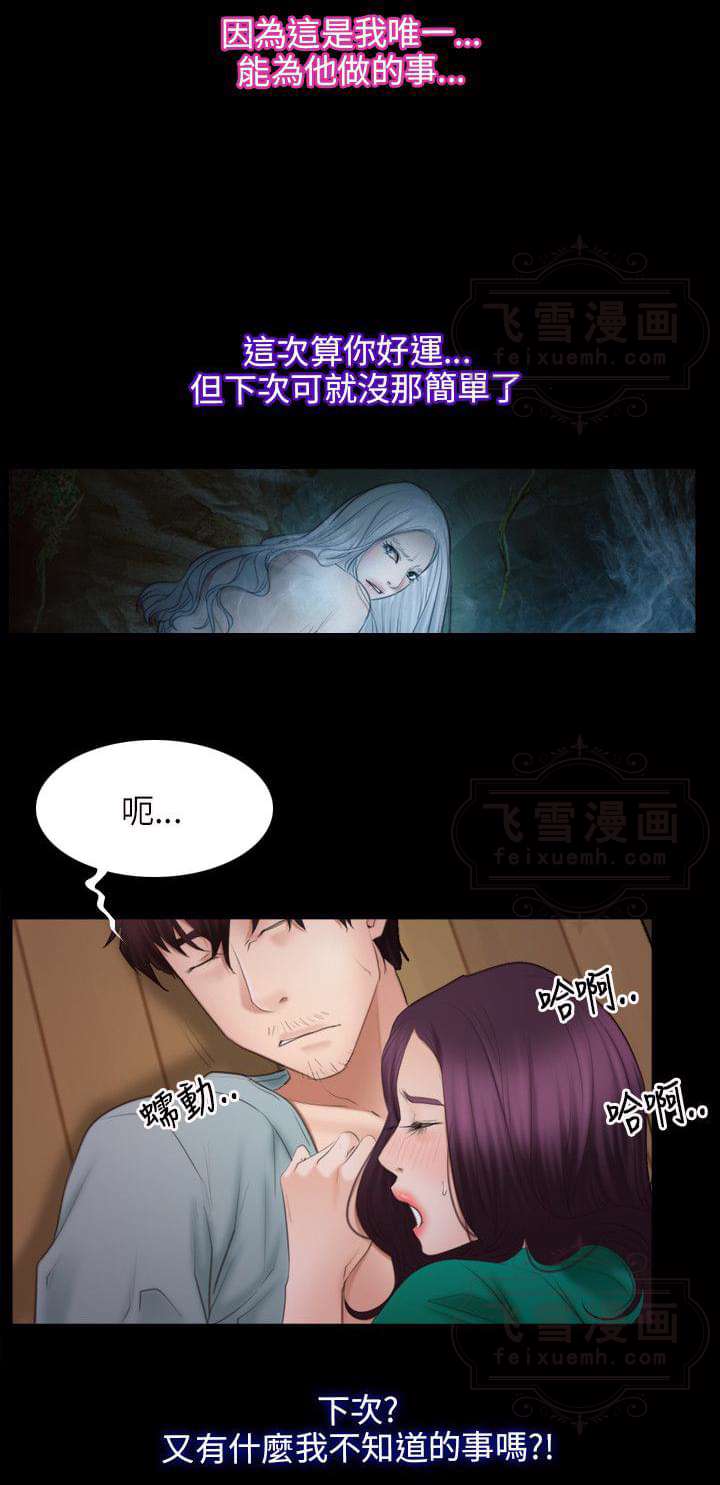 因為這是我唯一...
能為他做的事...
飞雪漫画
feixuemh.com
這次算你好運...
但下次可就沒那簡單了
呃...
飞雪漫画
feixuemh.com
哈啊..
蠕動..
哈啊..
飞雪漫画
feixuemh.com
下次?
又有什麼我不知道的事嗎?!